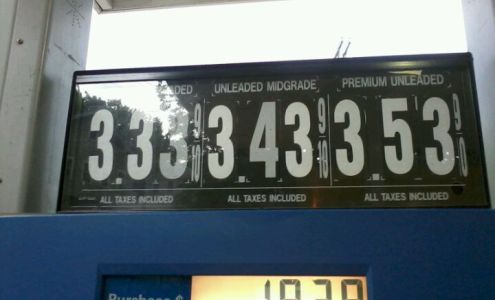 UNLEADED MIDGRADE PREMIUM UNLEADED
3.33 9/10 3.43 9/10 3.53 9/10
ALL TAXES INCLUDED ALL TAXES INCLUDED ALL TAXES INCLUDED
Purchase $